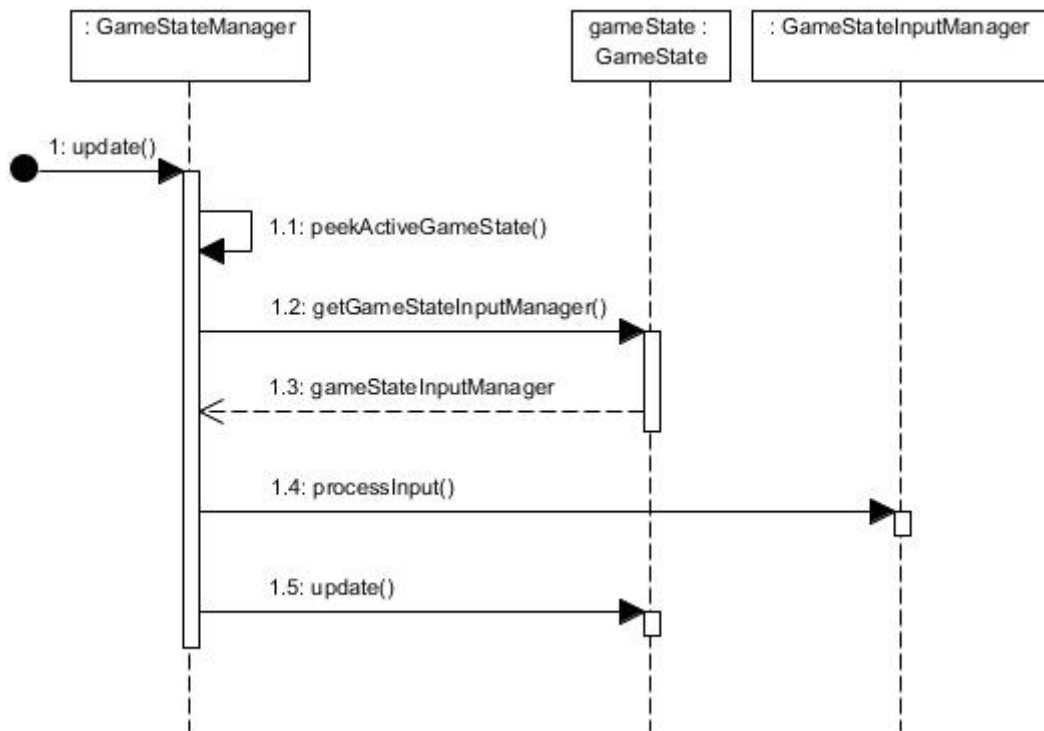 : GameStateManager
gameState :
GameState
: GameStateInputManager
1: update()
1.1: peekActiveGameState()
1.2: getGameStateInputManager()
1.3: gameStateInputManager
1.4: processInput()
1.5: update()